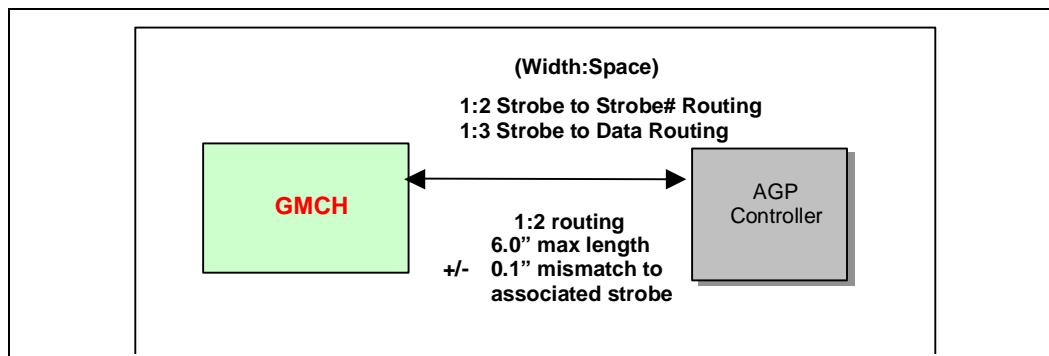 (Width:Space)
1:2 Strobe to Strobe# Routing
1:3 Strobe to Data Routing
GMCH
AGP
Controller
1:2 routing
6.0” max length
+/- 0.1” mismatch to
associated strobe